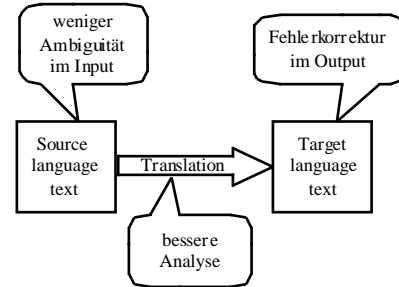 weniger
Ambiguität
im Input
Fehlerkorrektur
im Output
Source
language
text
Translation
Target
language
text
bessere
Analyse